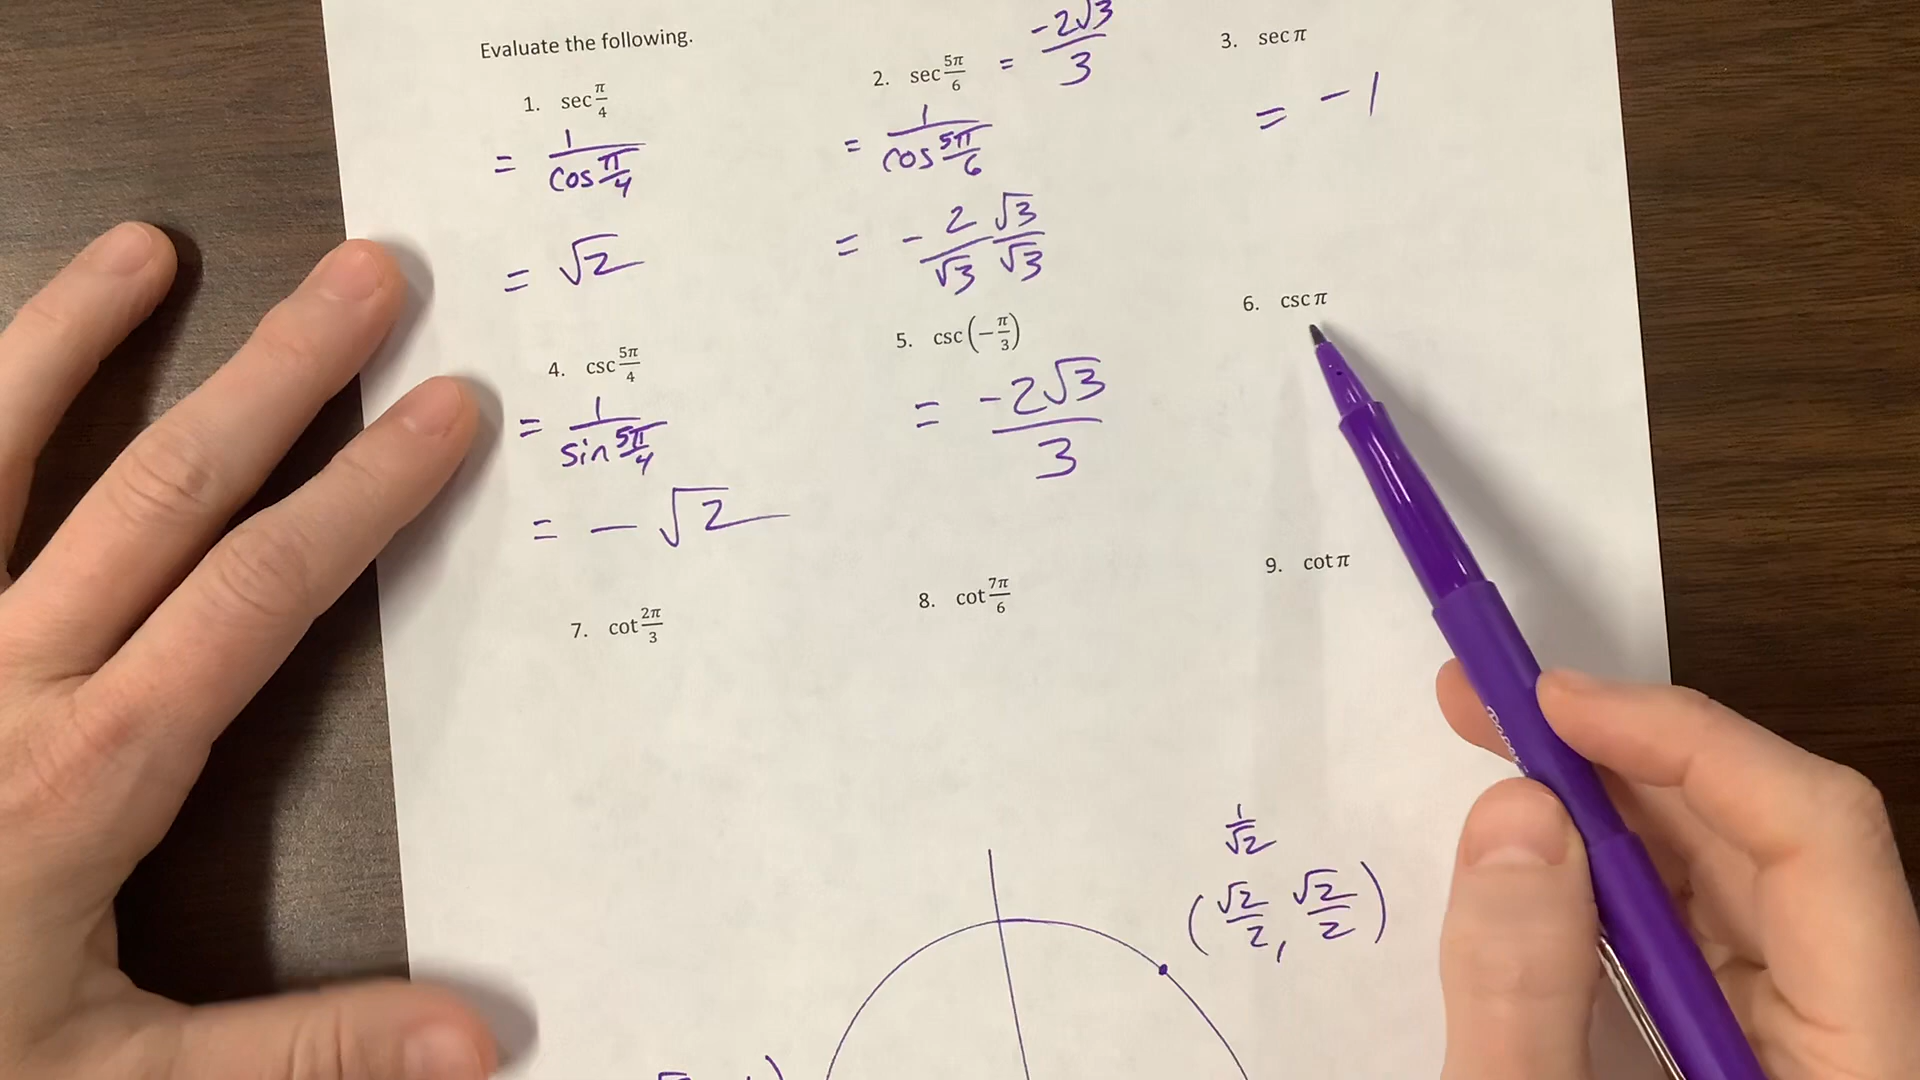 Evaluate the following.
1. sec π/4
= 1/(cos π/4)
= √2
2. sec 5π/6 = -2√3/3
= 1/(cos 5π/6)
= - 2/√3 √3/√3
3. sec π
= -1
4. csc 5π/4
= 1/(sin 5π/4)
= - √2
5. csc(-π/3)
= -2√3/3
6. csc π
7. cot 2π/3
8. cot 7π/6
9. cot π
1/√2
(√2/2, √2/2)